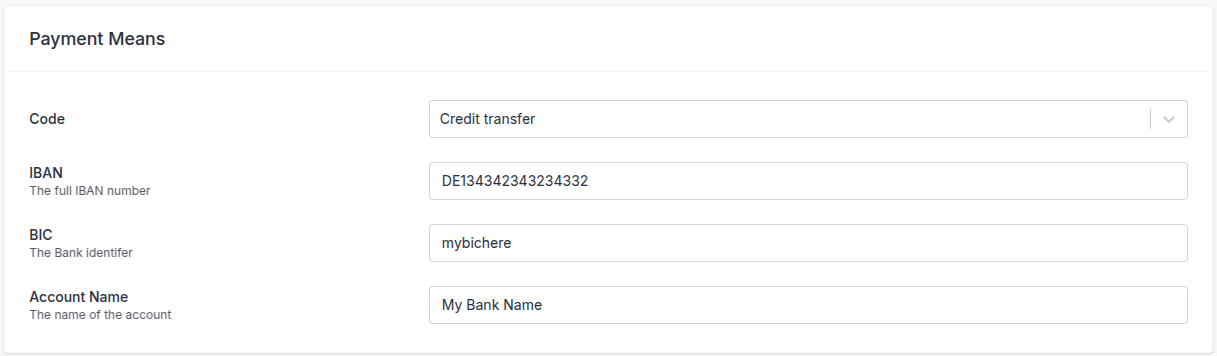 Payment Means
Code
Credit transfer
IBAN
The full IBAN number
DE134342343234332
BIC
The Bank identifer
mybichere
Account Name
The name of the account
My Bank Name